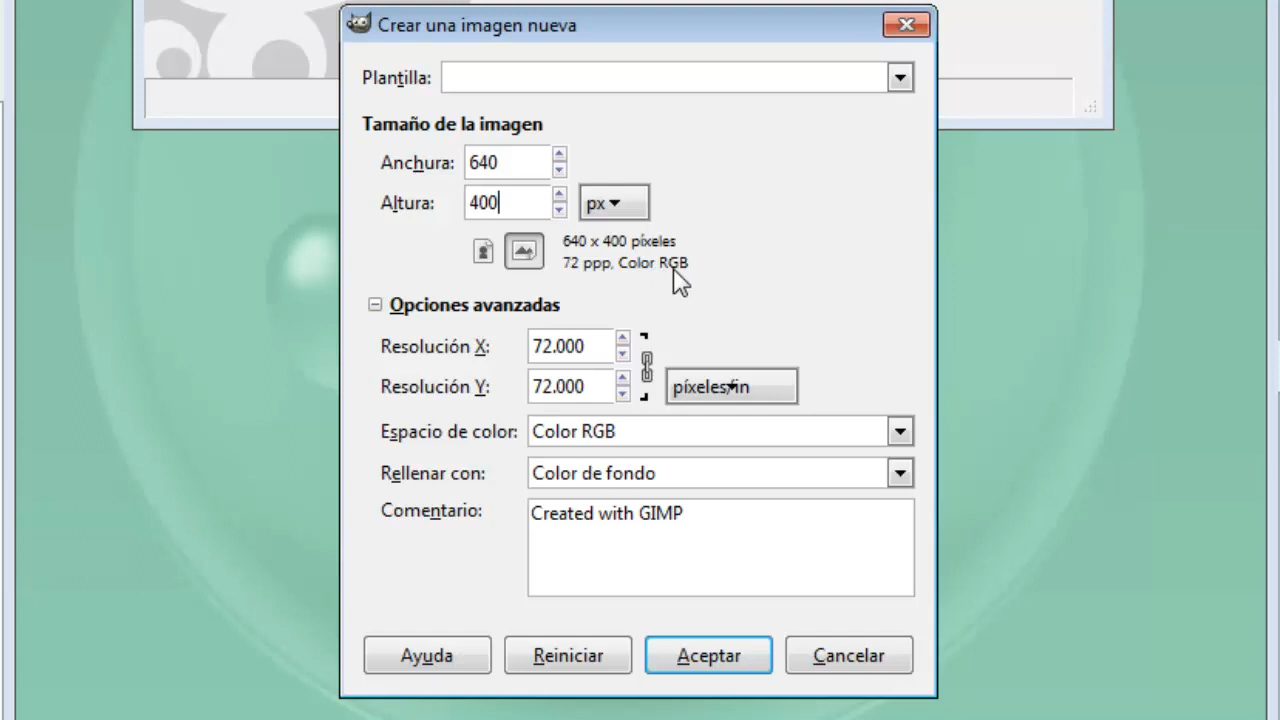 Crear una imagen nueva
Plantilla:
Tamaño de la imagen
Anchura: 640
Altura: 400 px
640 x 400 píxeles
72 ppp, Color RGB
Opciones avanzadas
Resolución X: 72.000
Resolución Y: 72.000 píxeles/in
Espacio de color: Color RGB
Rellenar con: Color de fondo
Comentario: Created with GIMP
Ayuda Reiniciar Aceptar Cancelar